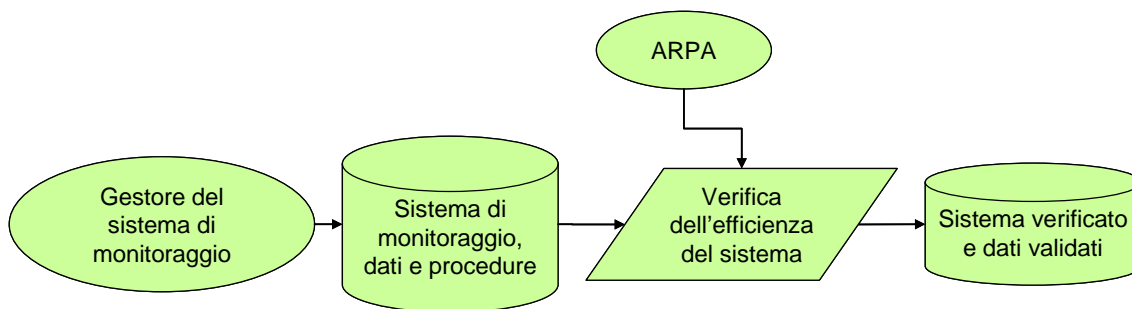 ARPA
Gestore del
sistema di
monitoraggio
Sistema di
monitoraggio,
dati e procedure
Verifica
dell’efficienza
del sistema
Sistema verificato
e dati validati